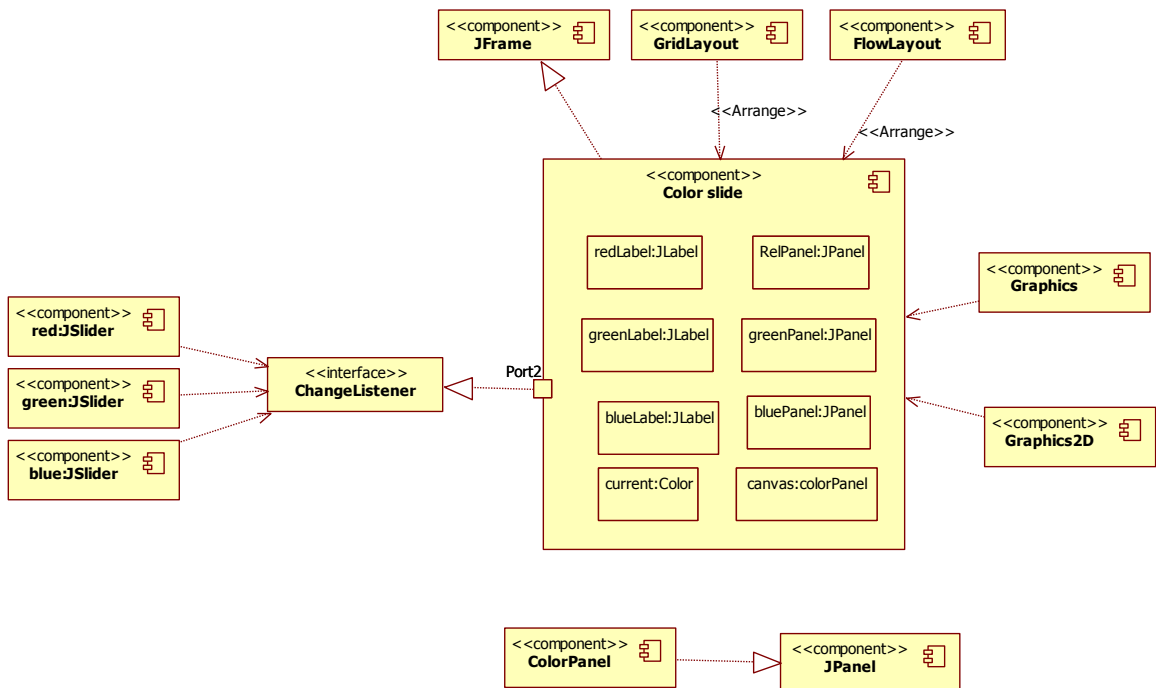 <<component>>
JFrame
<<component>>
GridLayout
<<component>>
FlowLayout
<<Arrange>>
<<Arrange>>
<<component>>
Color slide
redLabel:JLabel
RelPanel:JPanel
<<component>>
Graphics
<<component>>
red:JSlider
greenLabel:JLabel
greenPanel:JPanel
<<interface>>
ChangeListener
Port2
<<component>>
green:JSlider
blueLabel:JLabel
bluePanel:JPanel
<<component>>
Graphics2D
<<component>>
blue:JSlider
current:Color
canvas:colorPanel
<<component>>
ColorPanel
<<component>>
JPanel